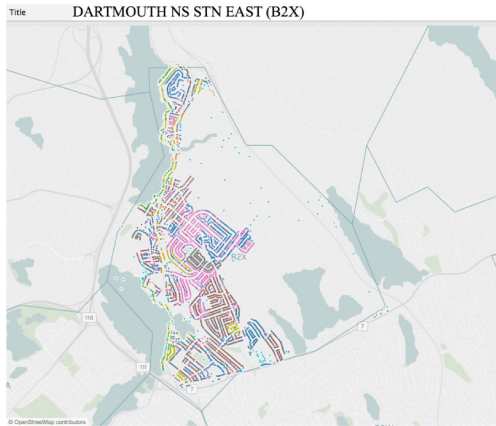 Title DARTMOUTH NS STN EAST (B2X)
B2X
118
7
111
7
© OpenStreetMap contributors